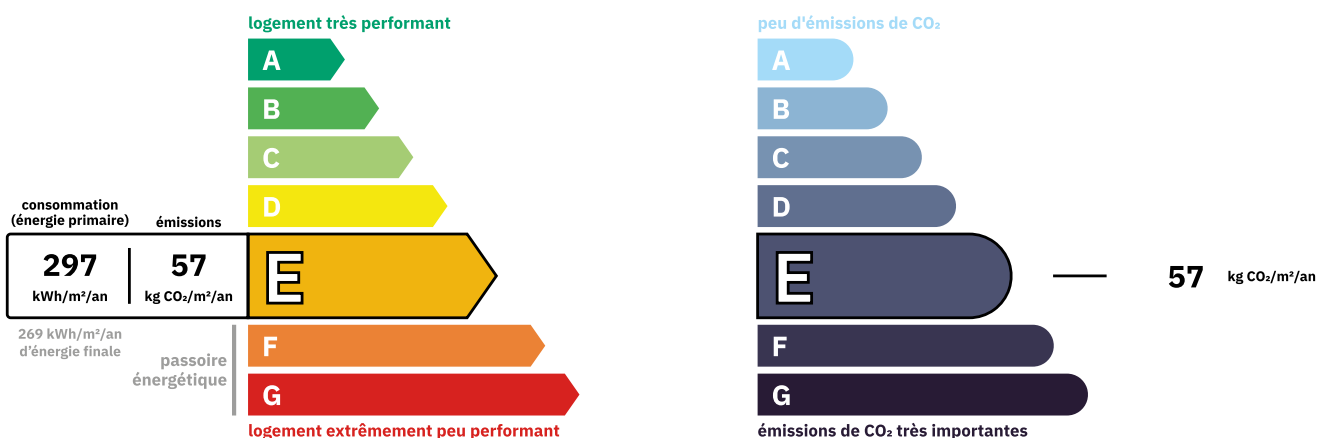 logement très performant
A
B
C
D
consommation
(énergie primaire)
émissions
297
kWh/m²/an
57
kg CO₂/m²/an
E
269 kWh/m²/an
d'énergie finale
passoire
énergétique
F
G
logement extrêmement peu performant
peu d'émissions de CO₂
A
B
C
D
E
57 kg CO₂/m²/an
F
G
émissions de CO₂ très importantes